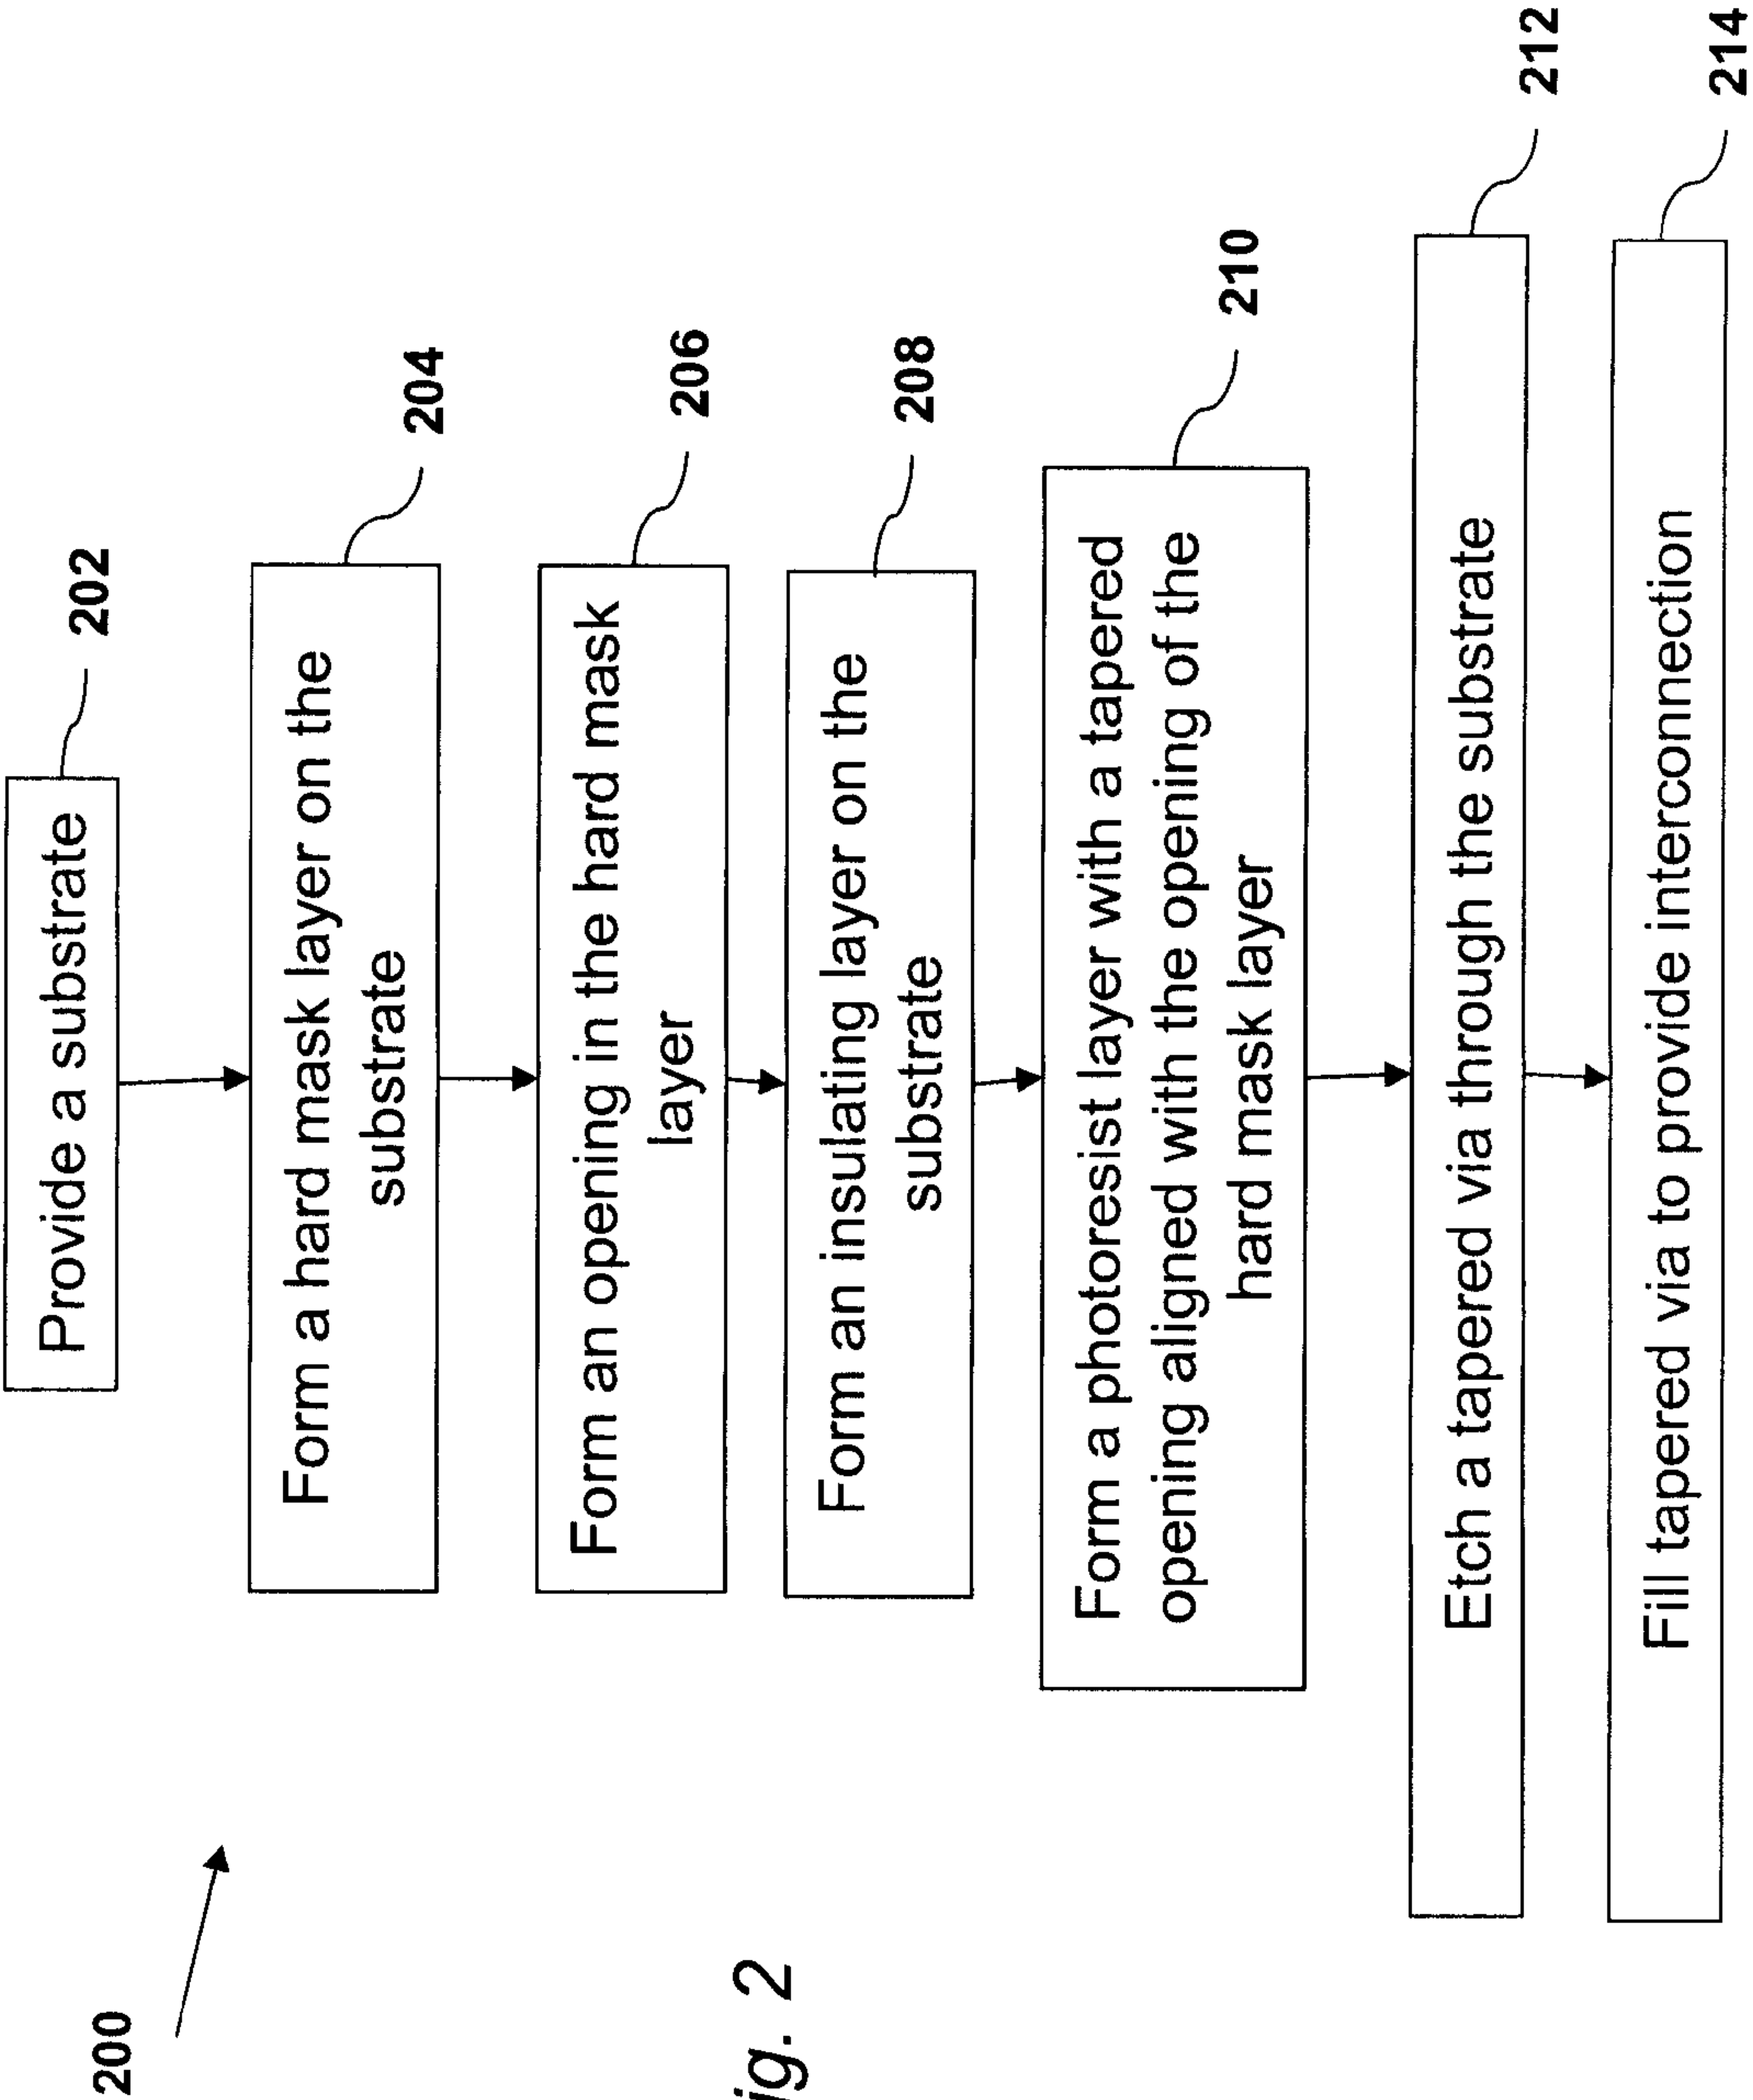 200
Provide a substrate
202
Form a hard mask layer on the
substrate
204
Form an opening in the hard mask
layer
206
Form an insulating layer on the
substrate
208
Form a photoresist layer with a tapered
opening aligned with the opening of the
hard mask layer
210
Etch a tapered via through the substrate
212
Fill tapered via to provide interconnection
214
ig. 2